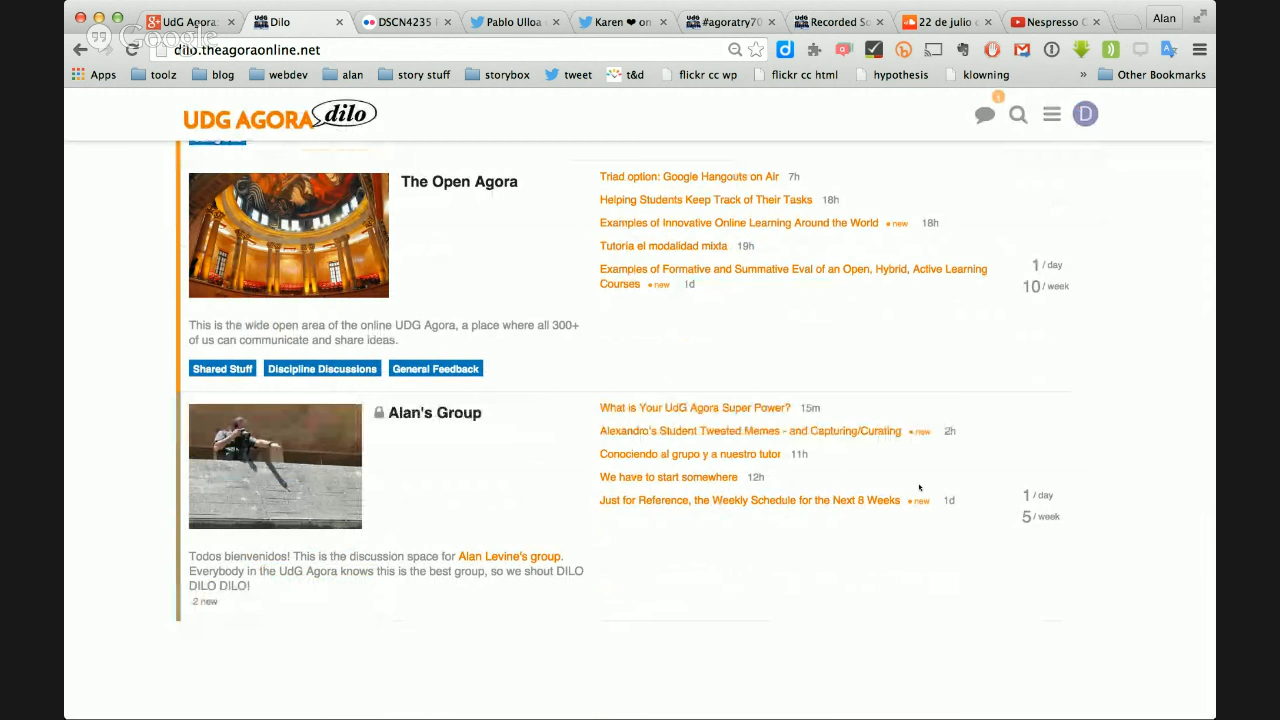 UdG Agora:
Dilo
DSCN4235
Pablo Ulloa
Karen ❤ on
#agoratry70
Recorded So
22 de julio
Nespresso C
Alan
Google
dilo.theagoraonline.net
Apps
toolz
blog
webdev
alan
story stuff
storybox
tweet
t&d
flickr cc wp
flickr cc html
hypothesis
klowning
»
Other Bookmarks
UDG AGORA dilo
1
D
The Open Agora
Triad option: Google Hangouts on Air 7h
Helping Students Keep Track of Their Tasks 18h
Examples of Innovative Online Learning Around the World • new 18h
Tutoría el modalidad mixta 19h
Examples of Formative and Summative Eval of an Open, Hybrid, Active Learning
Courses • new 1d
1 / day
10 / week
This is the wide open area of the online UDG Agora, a place where all 300+
of us can communicate and share ideas.
Shared Stuff Discipline Discussions General Feedback
Alan's Group
What is Your UdG Agora Super Power? 15m
Alexandro's Student Tweeted Memes - and Capturing/Curating • new 2h
Conociendo al grupo y a nuestro tutor 11h
We have to start somewhere 12h
Just for Reference, the Weekly Schedule for the Next 8 Weeks • new 1d
1 / day
5 / week
Todos bienvenidos! This is the discussion space for Alan Levine's group.
Everybody in the UdG Agora knows this is the best group, so we shout DILO
DILO DILO!
2 new